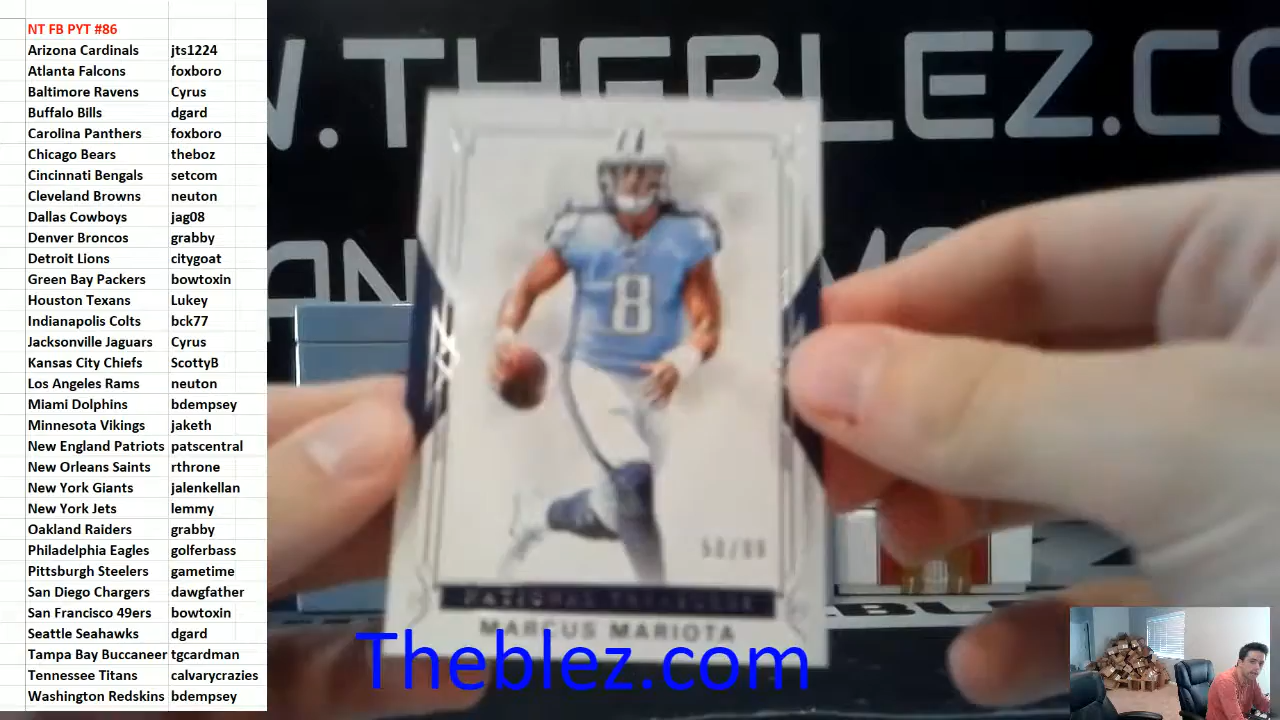 NT FB PYT #86
Arizona Cardinals jts1224
Atlanta Falcons foxboro
Baltimore Ravens Cyrus
Buffalo Bills dgard
Carolina Panthers foxboro
Chicago Bears theboz
Cincinnati Bengals setcom
Cleveland Browns neuton
Dallas Cowboys jag08
Denver Broncos grabby
Detroit Lions citygoat
Green Bay Packers bowtoxin
Houston Texans Lukey
Indianapolis Colts bck77
Jacksonville Jaguars Cyrus
Kansas City Chiefs ScottyB
Los Angeles Rams neuton
Miami Dolphins bdempsey
Minnesota Vikings jaketh
New England Patriots patscentral
New Orleans Saints rthrone
New York Giants jalenkellan
New York Jets lemmy
Oakland Raiders grabby
Philadelphia Eagles golferbass
Pittsburgh Steelers gametime
San Diego Chargers dawgfather
San Francisco 49ers bowtoxin
Seattle Seahawks dgard
Tampa Bay Buccaneer tgcardman
Tennessee Titans calvarycrazies
Washington Redskins bdempsey
W.THEBLEZ.CO
8
MARCUS MARIOTA
Theblez.com